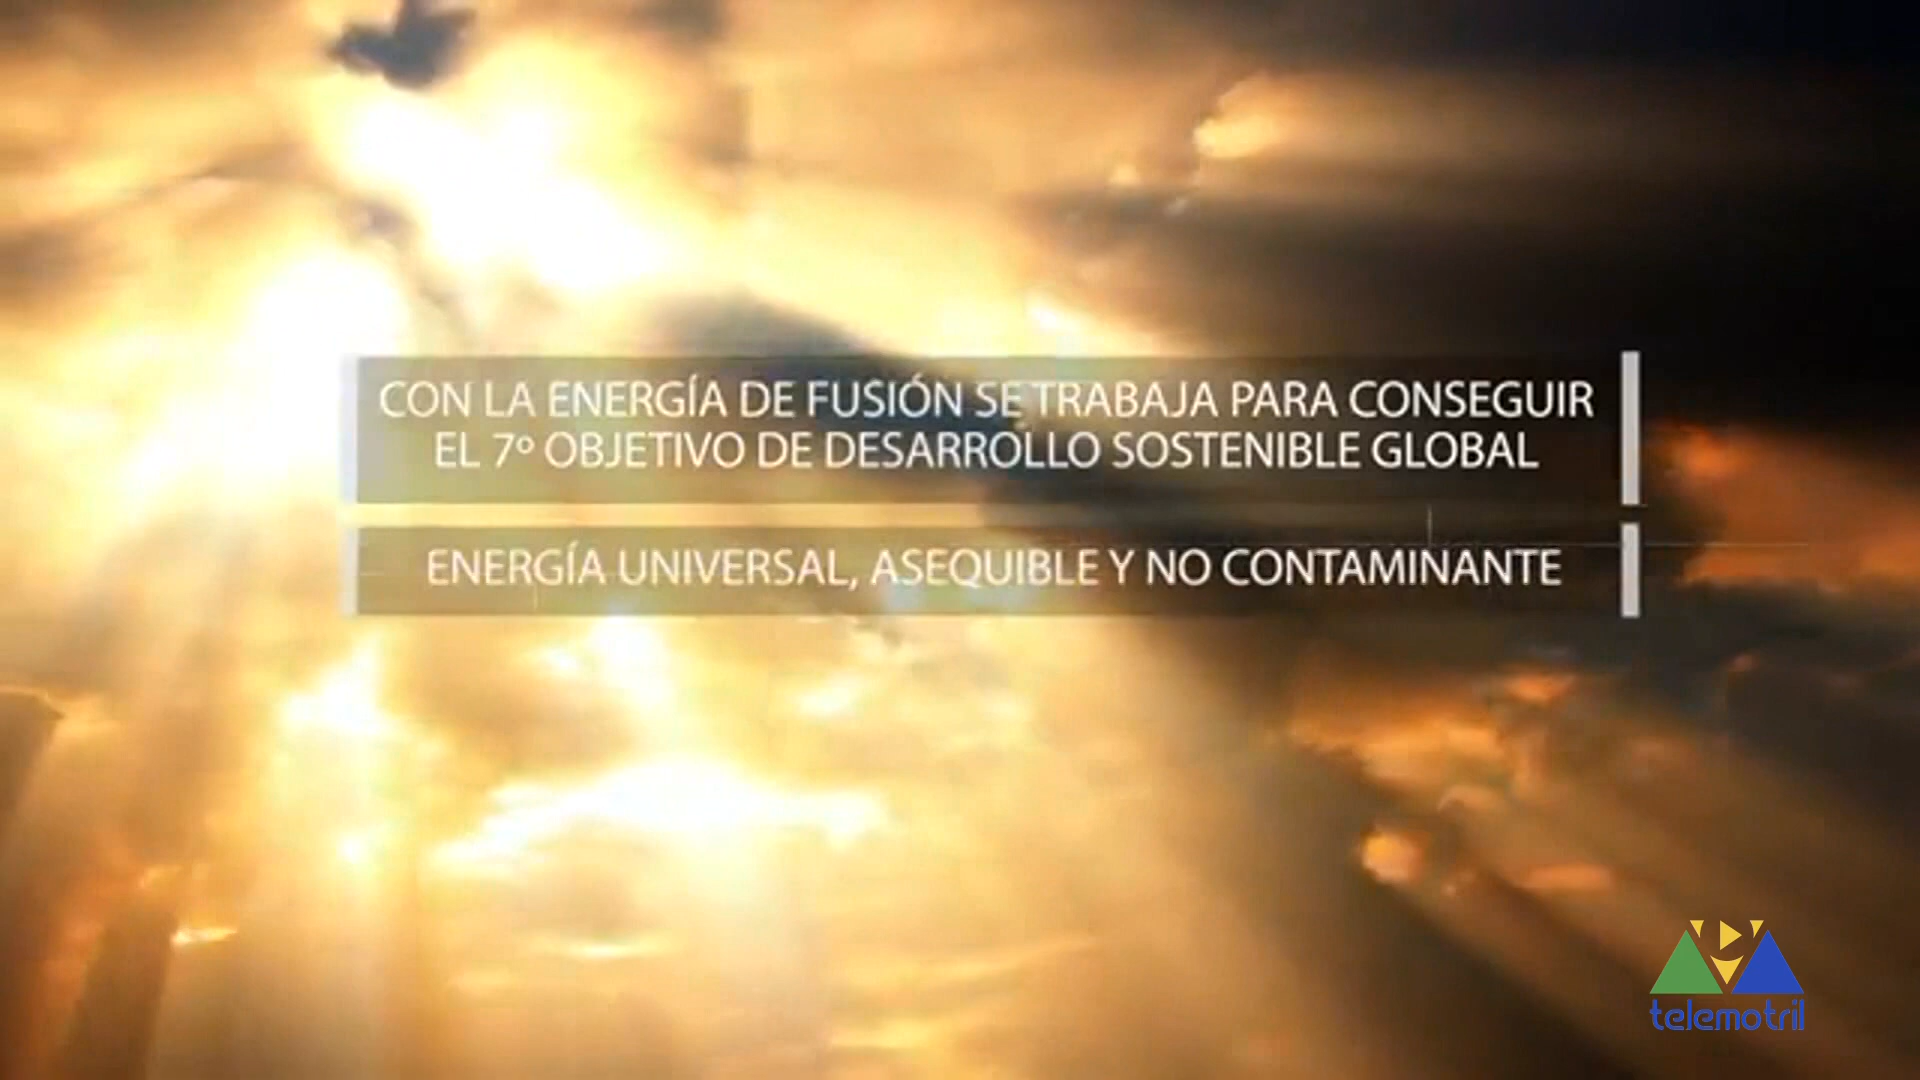 CON LA ENERGÍA DE FUSIÓN SE TRABAJA PARA CONSEGUIR
EL 7º OBJETIVO DE DESARROLLO SOSTENIBLE GLOBAL
ENERGÍA UNIVERSAL, ASEQUIBLE Y NO CONTAMINANTE
telemotril